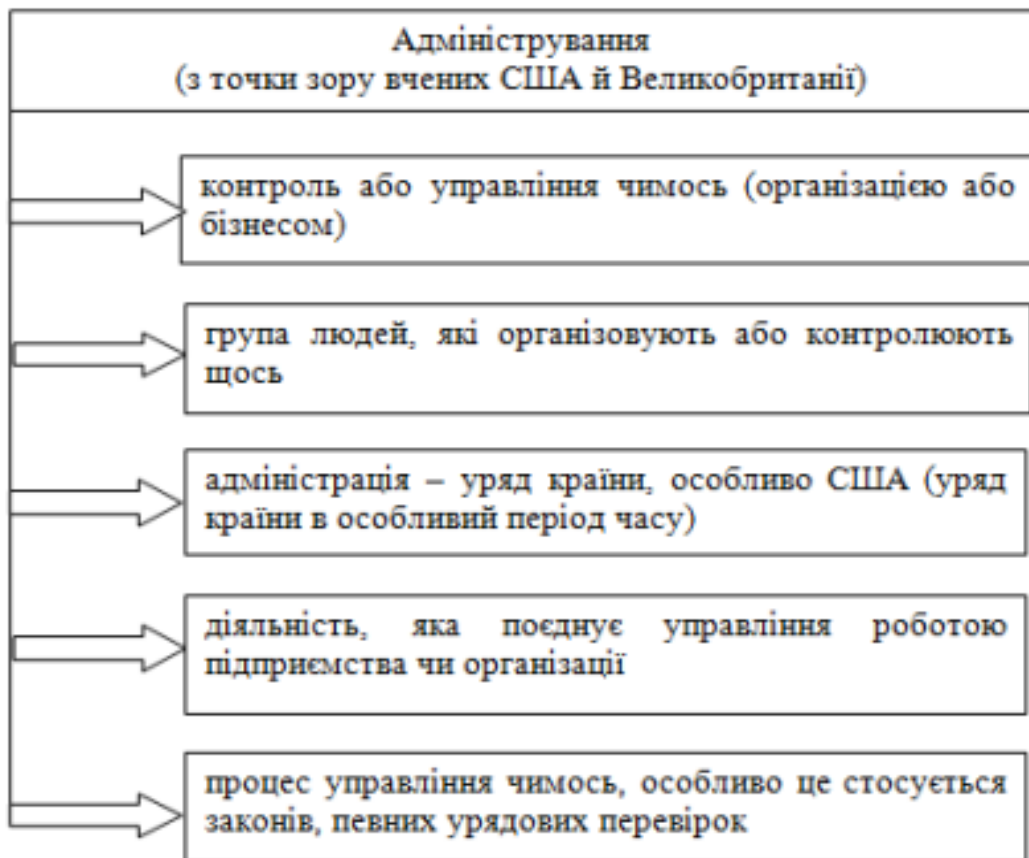 Адміністрування
(з точки зору вчених США й Великобританії)
контроль або управління чимось (організацією або
бізнесом)
група людей, які організовують або контролюють
щось
адміністрація – уряд країни, особливо США (уряд
країни в особливий період часу)
діяльність, яка поєднує управління роботою
підприємства чи організації
процес управління чимось, особливо це стосується
законів, певних урядових перевірок